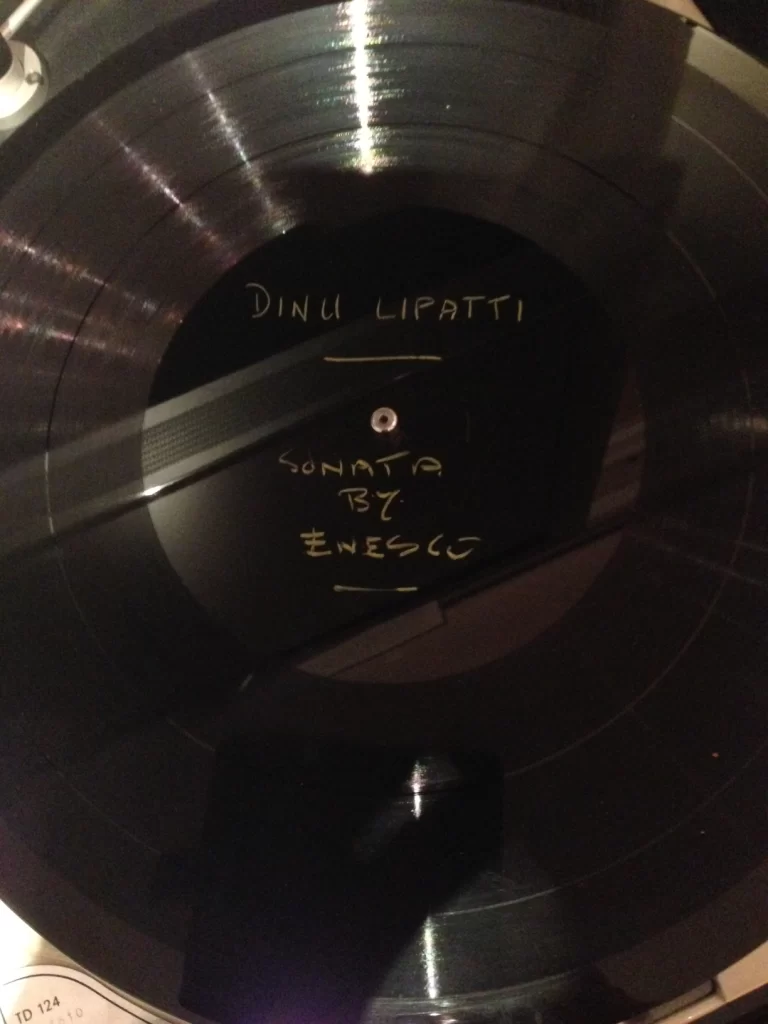 DINU LIPATTI
SONATA
BY
ENESCU
TD 124